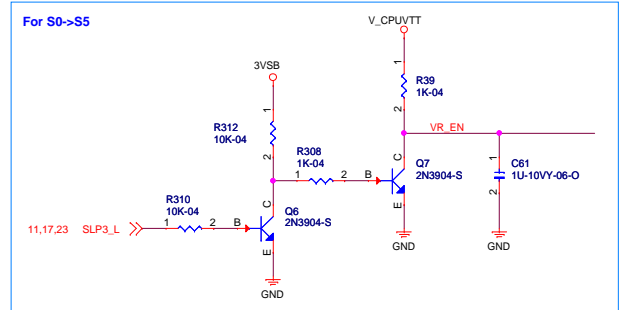 For S0->S5
V_CPUVTT
1
R39
1K-04
2
3VSB
1
R312
10K-04
2
VR_EN
R308
1K-04
1
2
B
C
Q7
2N3904-S
E
1
C61
1U-10VY-06-O
2
R310
10K-04
11,17,23
SLP3_L
1
2
B
C
Q6
2N3904-S
E
GND
GND
GND